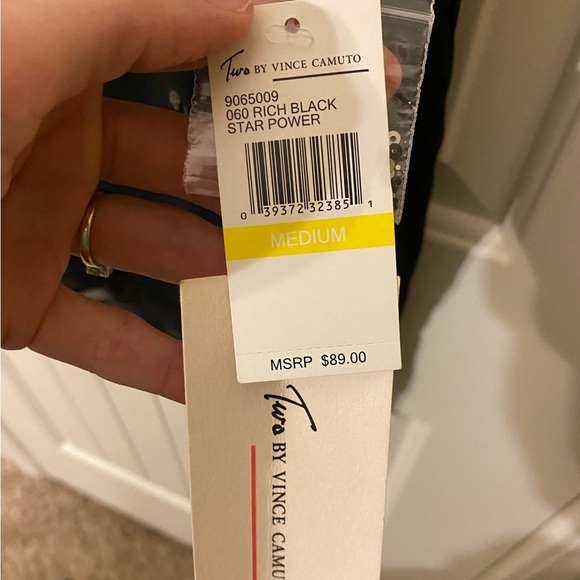 Two BY VINCE CAMUTO
9065009
060 RICH BLACK
STAR POWER
0 39372 32385 1
MEDIUM
MSRP $89.00
Two BY VINCE CAMU